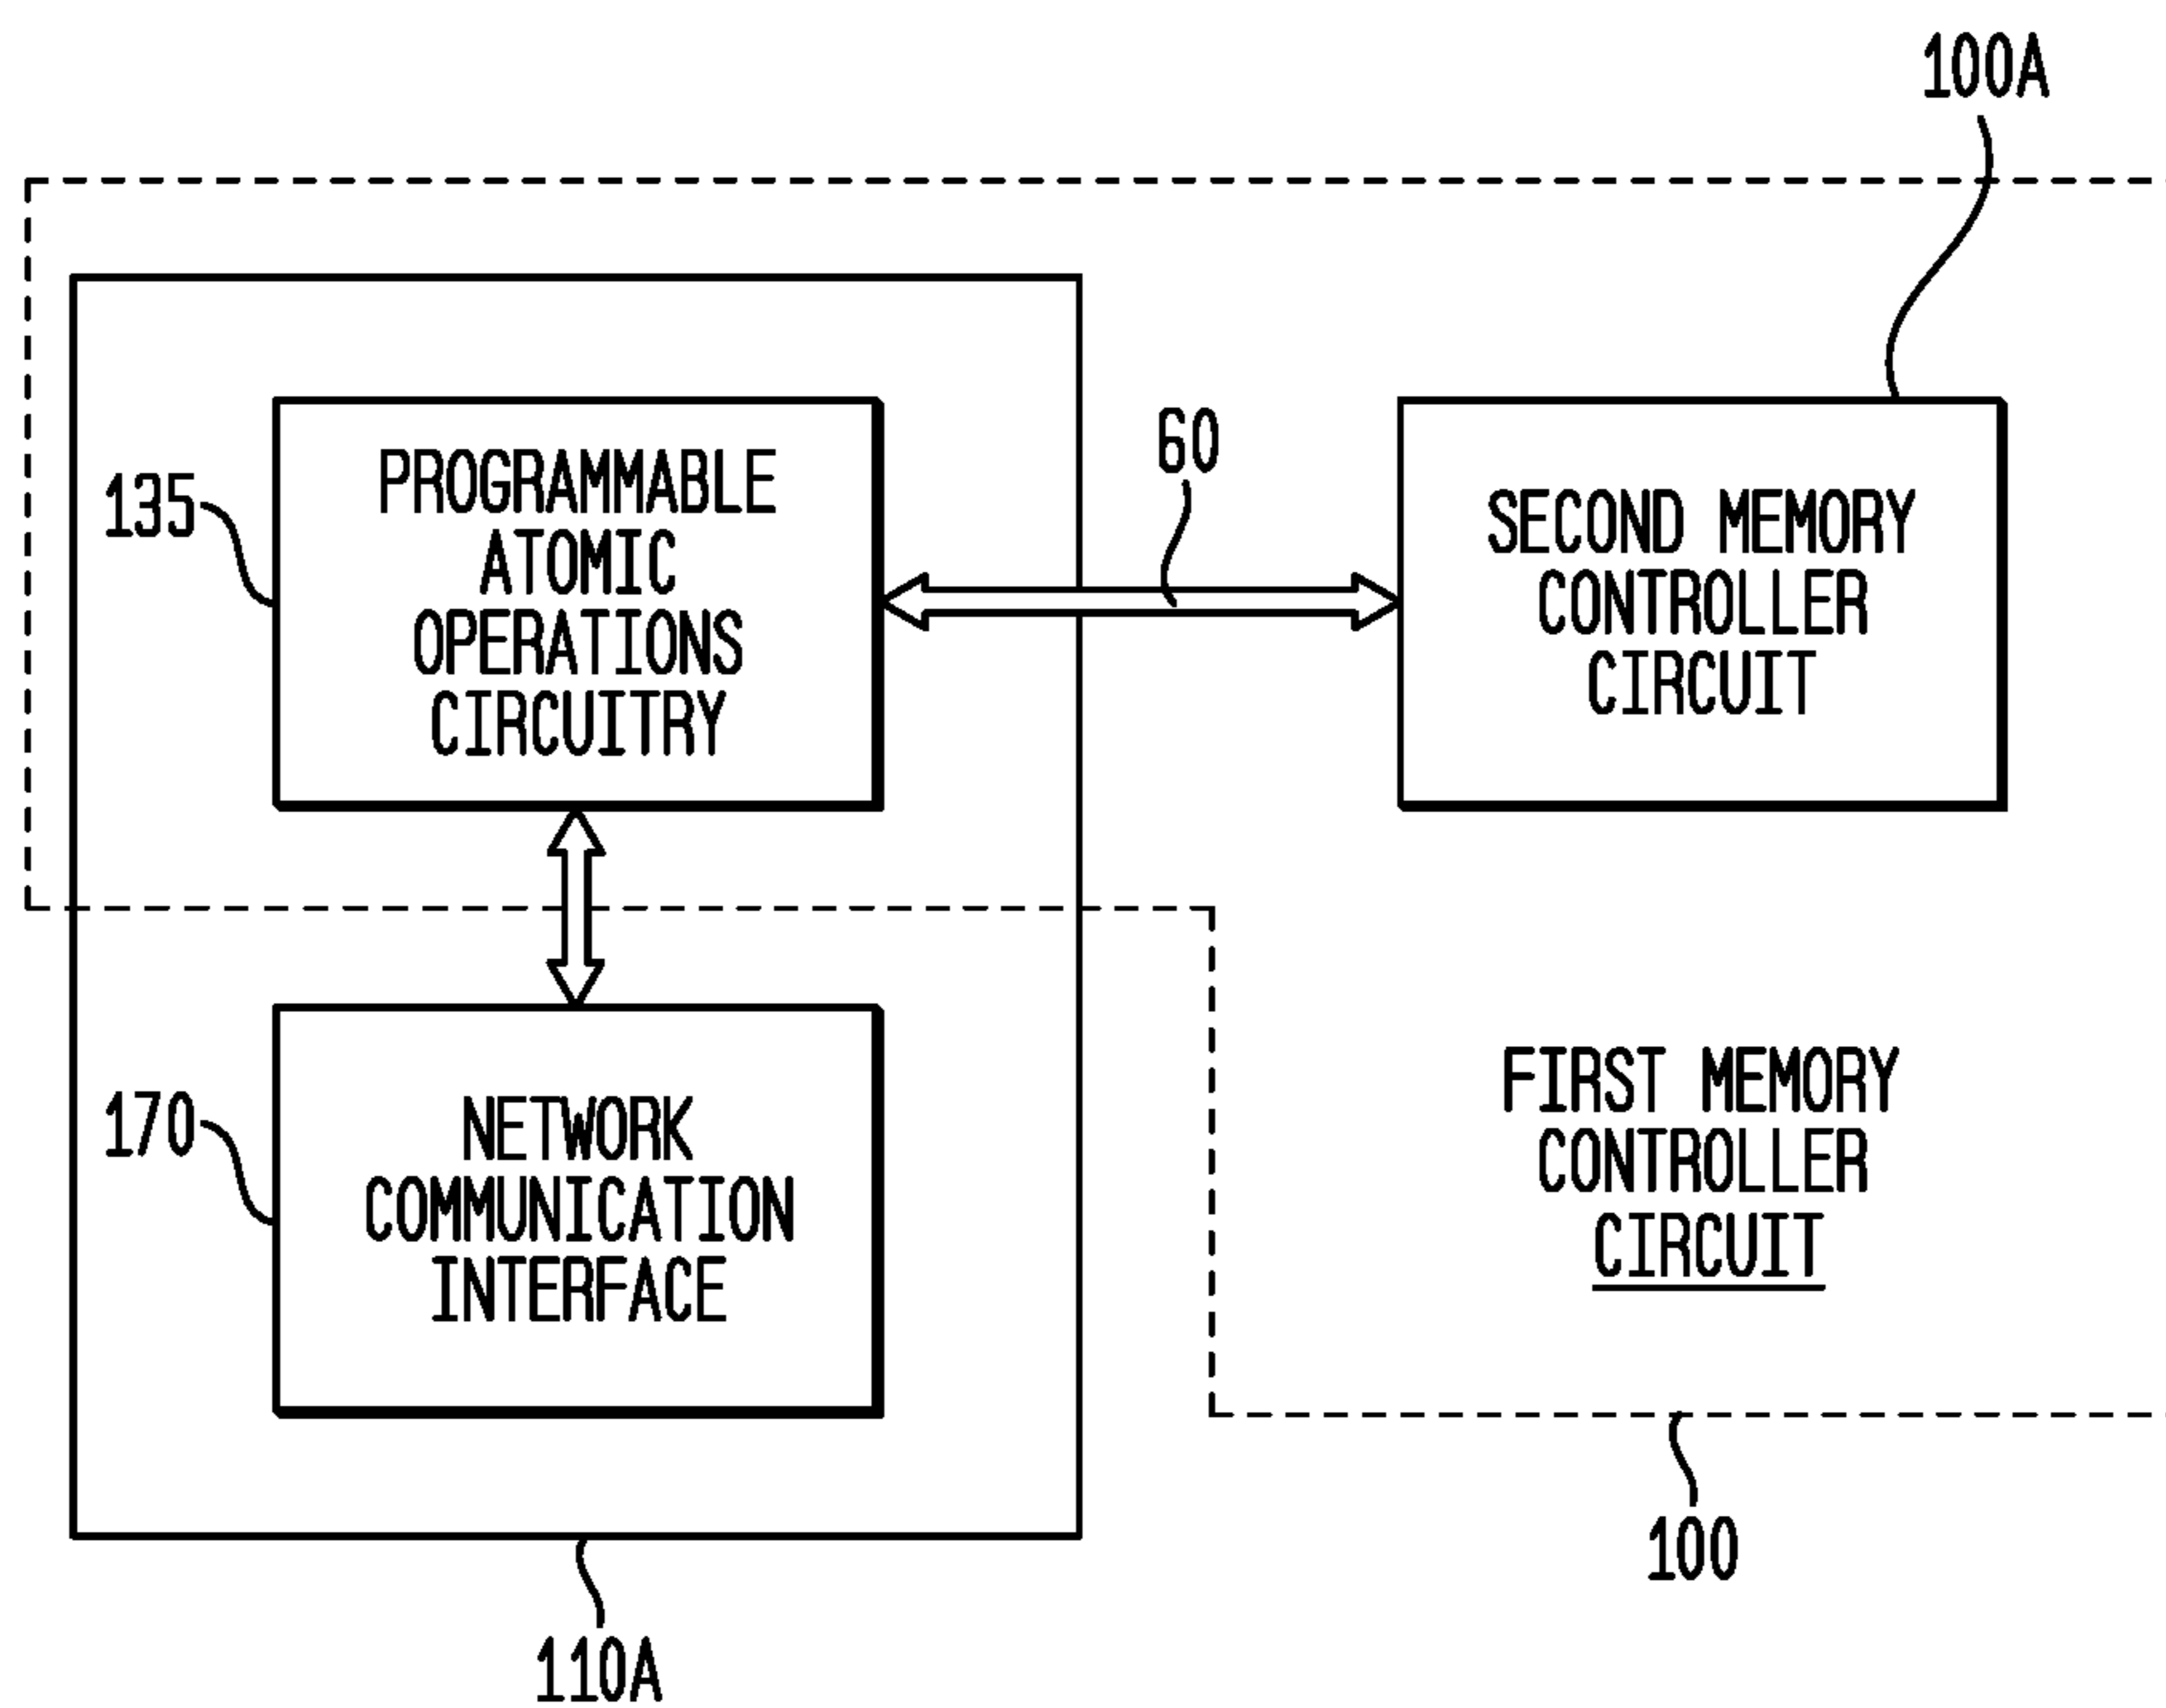 100A
60
135
PROGRAMMABLE
ATOMIC
OPERATIONS
CIRCUITRY
SECOND MEMORY
CONTROLLER
CIRCUIT
170
NETWORK
COMMUNICATION
INTERFACE
FIRST MEMORY
CONTROLLER
CIRCUIT
100
110A